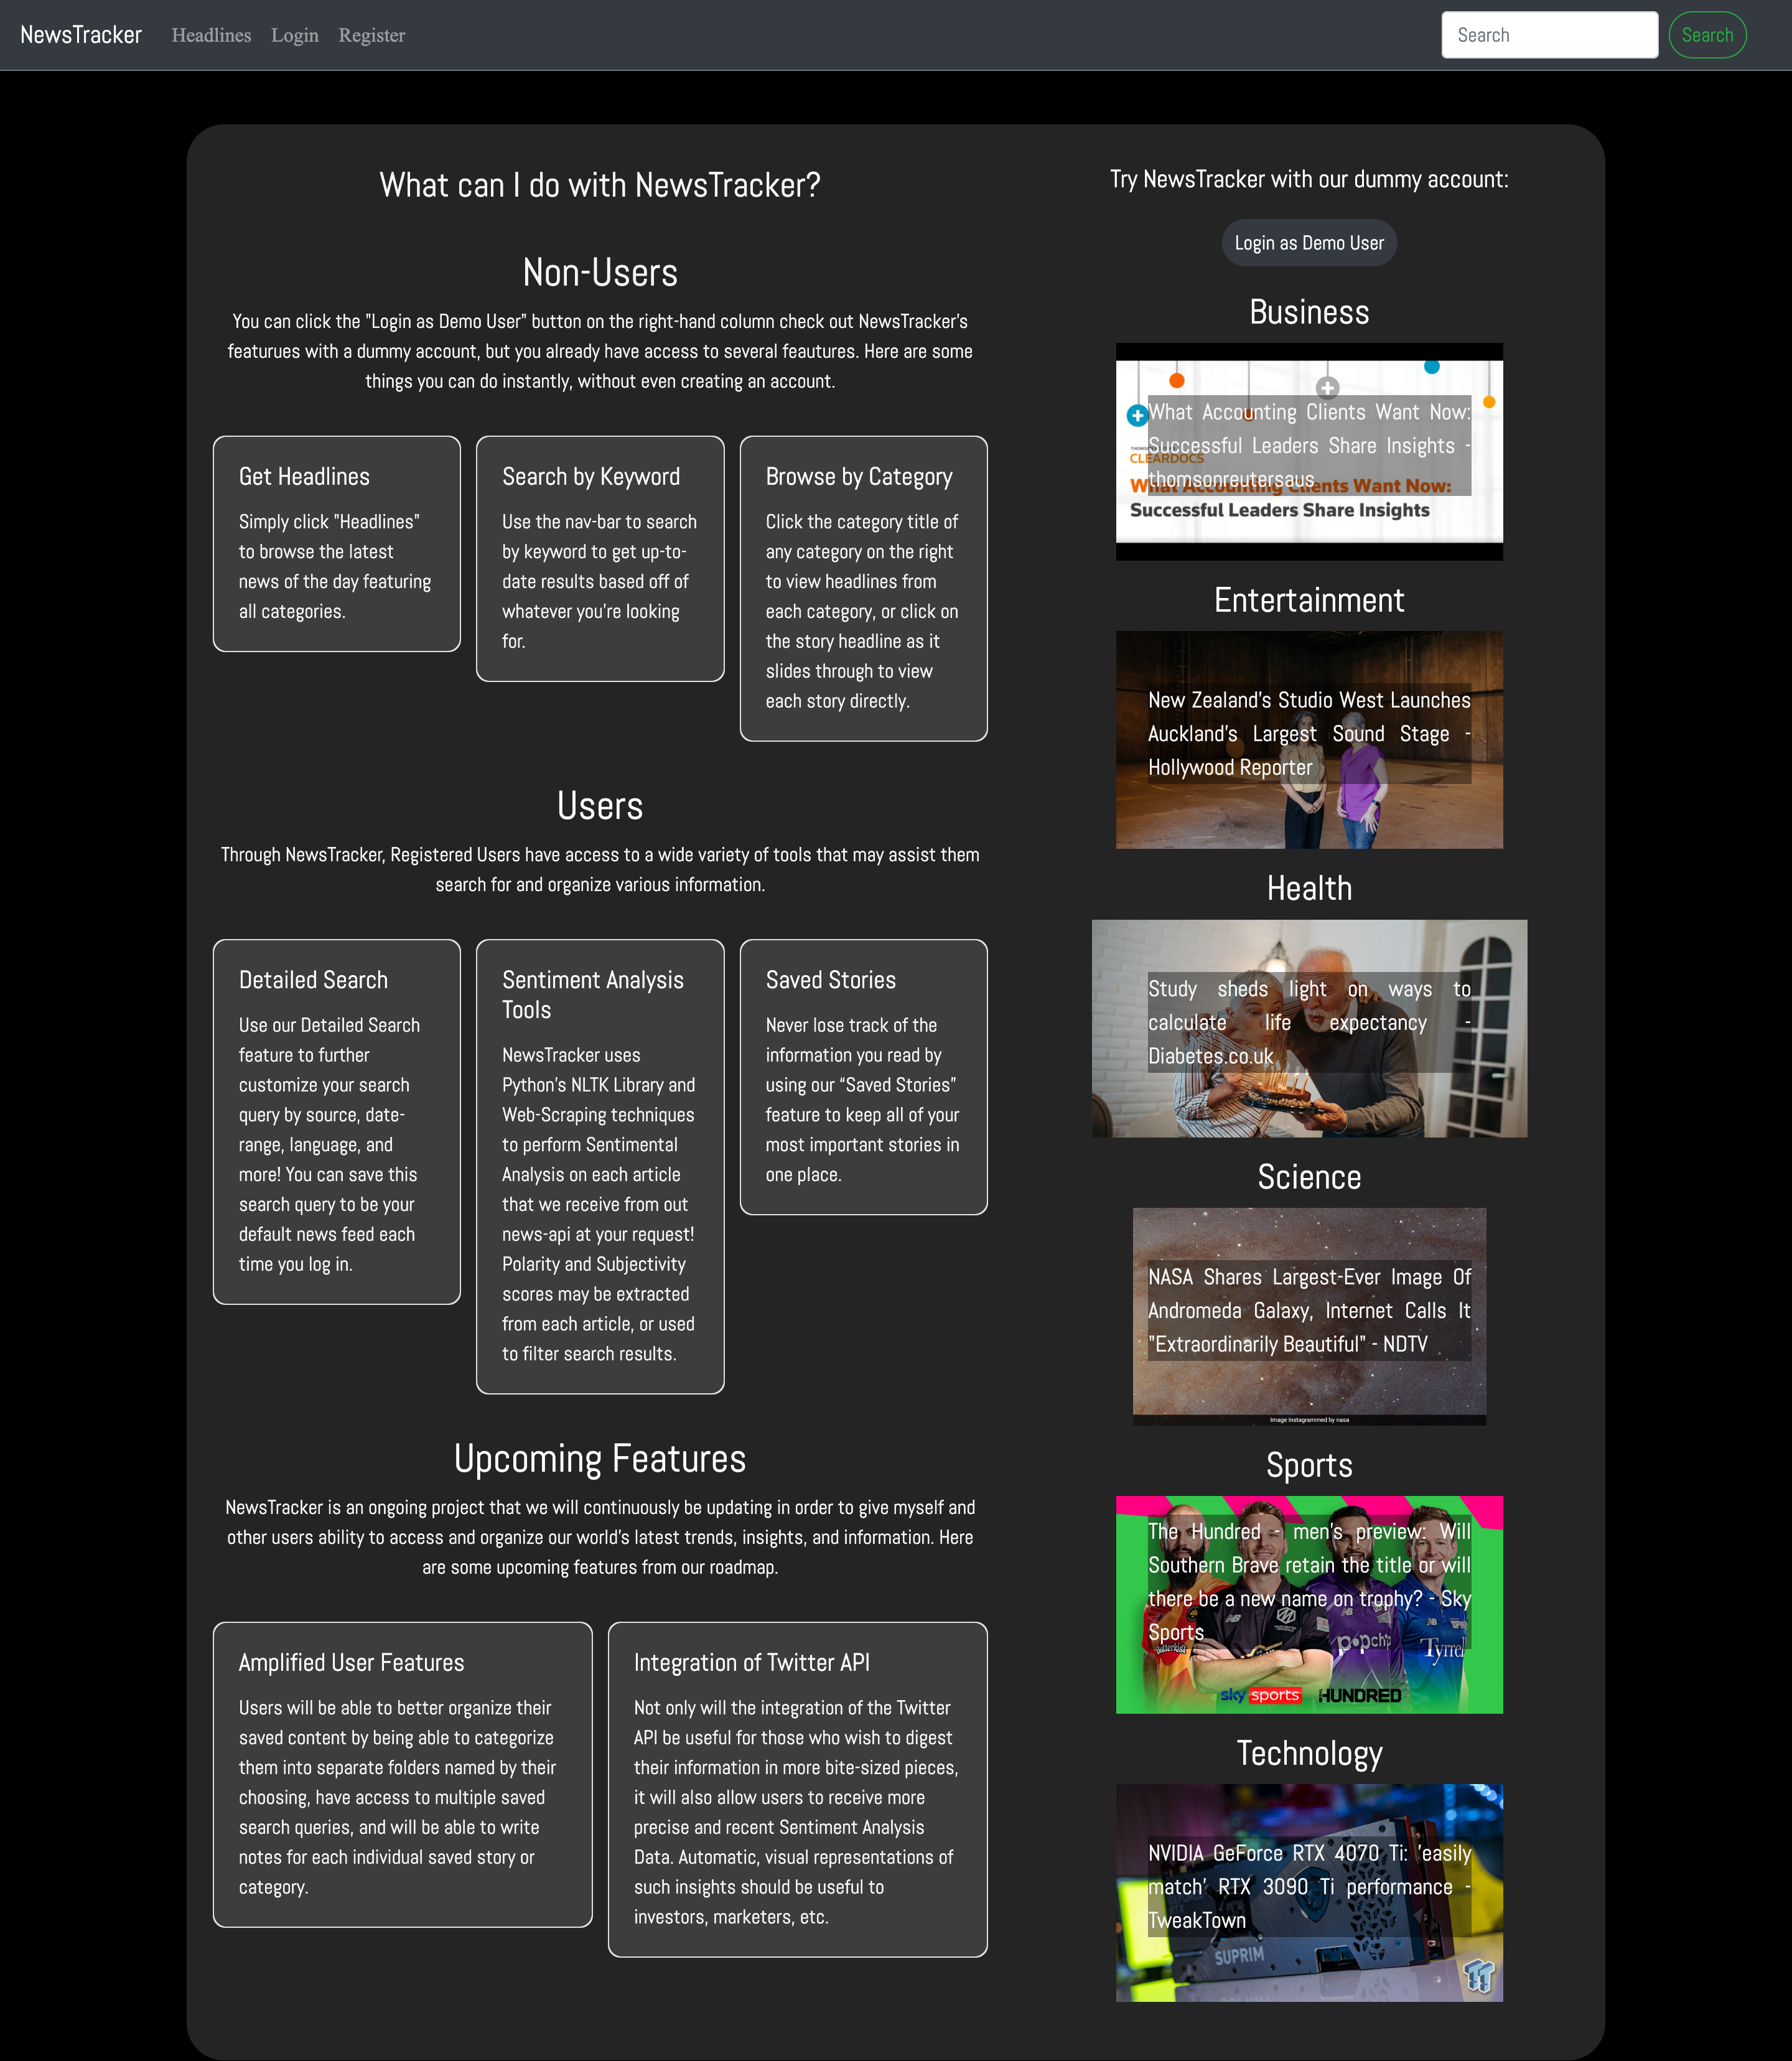 NewsTracker
Headlines
Login
Register
Search
Search
What can I do with NewsTracker?
Non-Users
You can click the "Login as Demo User" button on the right-hand column check out NewsTracker's
featurues with a dummy account, but you already have access to several feautures. Here are some
things you can do instantly, without even creating an account.
Get Headlines
Simply click "Headlines"
to browse the latest
news of the day featuring
all categories.
Search by Keyword
Use the nav-bar to search
by keyword to get up-to-
date results based off of
whatever you're looking
for.
Browse by Category
Click the category title of
any category on the right
to view headlines from
each category, or click on
the story headline as it
slides through to view
each story directly.
Users
Through NewsTracker, Registered Users have access to a wide variety of tools that may assist them
search for and organize various information.
Detailed Search
Use our Detailed Search
feature to further
customize your search
query by source, date-
range, language, and
more! You can save this
search query to be your
default news feed each
time you log in.
Sentiment Analysis
Tools
NewsTracker uses
Python's NLTK Library and
Web-Scraping techniques
to perform Sentimental
Analysis on each article
that we receive from out
news-api at your request!
Polarity and Subjectivity
scores may be extracted
from each article, or used
to filter search results.
Saved Stories
Never lose track of the
information you read by
using our “Saved Stories”
feature to keep all of your
most important stories in
one place.
Upcoming Features
NewsTracker is an ongoing project that we will continuously be updating in order to give myself and
other users ability to access and organize our world's latest trends, insights, and information. Here
are some upcoming features from our roadmap.
Amplified User Features
Users will be able to better organize their
saved content by being able to categorize
them into separate folders named by their
choosing, have access to multiple saved
search queries, and will be able to write
notes for each individual saved story or
category.
Integration of Twitter API
Not only will the integration of the Twitter
API be useful for those who wish to digest
their information in more bite-sized pieces,
it will also allow users to receive more
precise and recent Sentiment Analysis
Data. Automatic, visual representations of
such insights should be useful to
investors, marketers, etc.
Try NewsTracker with our dummy account:
Login as Demo User
Business
What Accounting Clients Want Now:
Successful Leaders Share Insights -
thomsonreutersaus
CLEARDOCS
What Accounting Clients Want Now:
Successful Leaders Share Insights
Entertainment
New Zealand's Studio West Launches
Auckland's Largest Sound Stage -
Hollywood Reporter
Health
Study sheds light on ways to
calculate life expectancy -
Diabetes.co.uk
Science
NASA Shares Largest-Ever Image Of
Andromeda Galaxy, Internet Calls It
"Extraordinarily Beautiful" - NDTV
Image instagrammed by nasa
Sports
The Hundred - men's preview: Will
Southern Brave retain the title or will
there be a new name on trophy? - Sky
Sports
popchip
Tyrrel
sky sports
HUNDRED
Technology
NVIDIA GeForce RTX 4070 Ti: 'easily
match' RTX 3090 Ti performance -
TweakTown
SUPRIM
TT